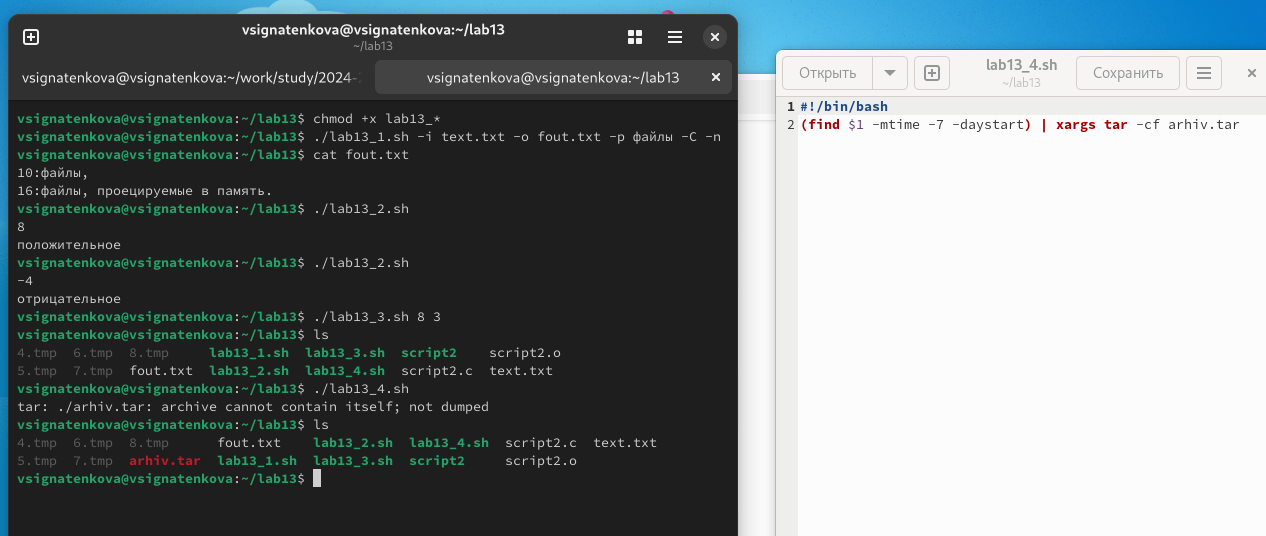 vsignatenkova@vsignatenkova:~/lab13
~/lab13
vsignatenkova@vsignatenkova:~/work/study/2024-
vsignatenkova@vsignatenkova:~/lab13
vsignatenkova@vsignatenkova:~/lab13$ chmod +x lab13_*
vsignatenkova@vsignatenkova:~/lab13$ ./lab13_1.sh -i text.txt -o fout.txt -p файлы -C -n
vsignatenkova@vsignatenkova:~/lab13$ cat fout.txt
10:файлы,
16:файлы, проецируемые в память.
vsignatenkova@vsignatenkova:~/lab13$ ./lab13_2.sh
8
положительное
vsignatenkova@vsignatenkova:~/lab13$ ./lab13_2.sh
-4
отрицательное
vsignatenkova@vsignatenkova:~/lab13$ ./lab13_3.sh 8 3
vsignatenkova@vsignatenkova:~/lab13$ ls
4.tmp 6.tmp 8.tmp lab13_1.sh lab13_3.sh script2 script2.o
5.tmp 7.tmp fout.txt lab13_2.sh lab13_4.sh script2.c text.txt
vsignatenkova@vsignatenkova:~/lab13$ ./lab13_4.sh
tar: ./arhiv.tar: archive cannot contain itself; not dumped
vsignatenkova@vsignatenkova:~/lab13$ ls
4.tmp 6.tmp 8.tmp fout.txt lab13_2.sh lab13_4.sh script2.c text.txt
5.tmp 7.tmp arhiv.tar lab13_1.sh lab13_3.sh script2 script2.o
vsignatenkova@vsignatenkova:~/lab13$
Открыть
lab13_4.sh
~/lab13
Сохранить
1 #!/bin/bash
2 (find $1 -mtime -7 -daystart) | xargs tar -cf arhiv.tar